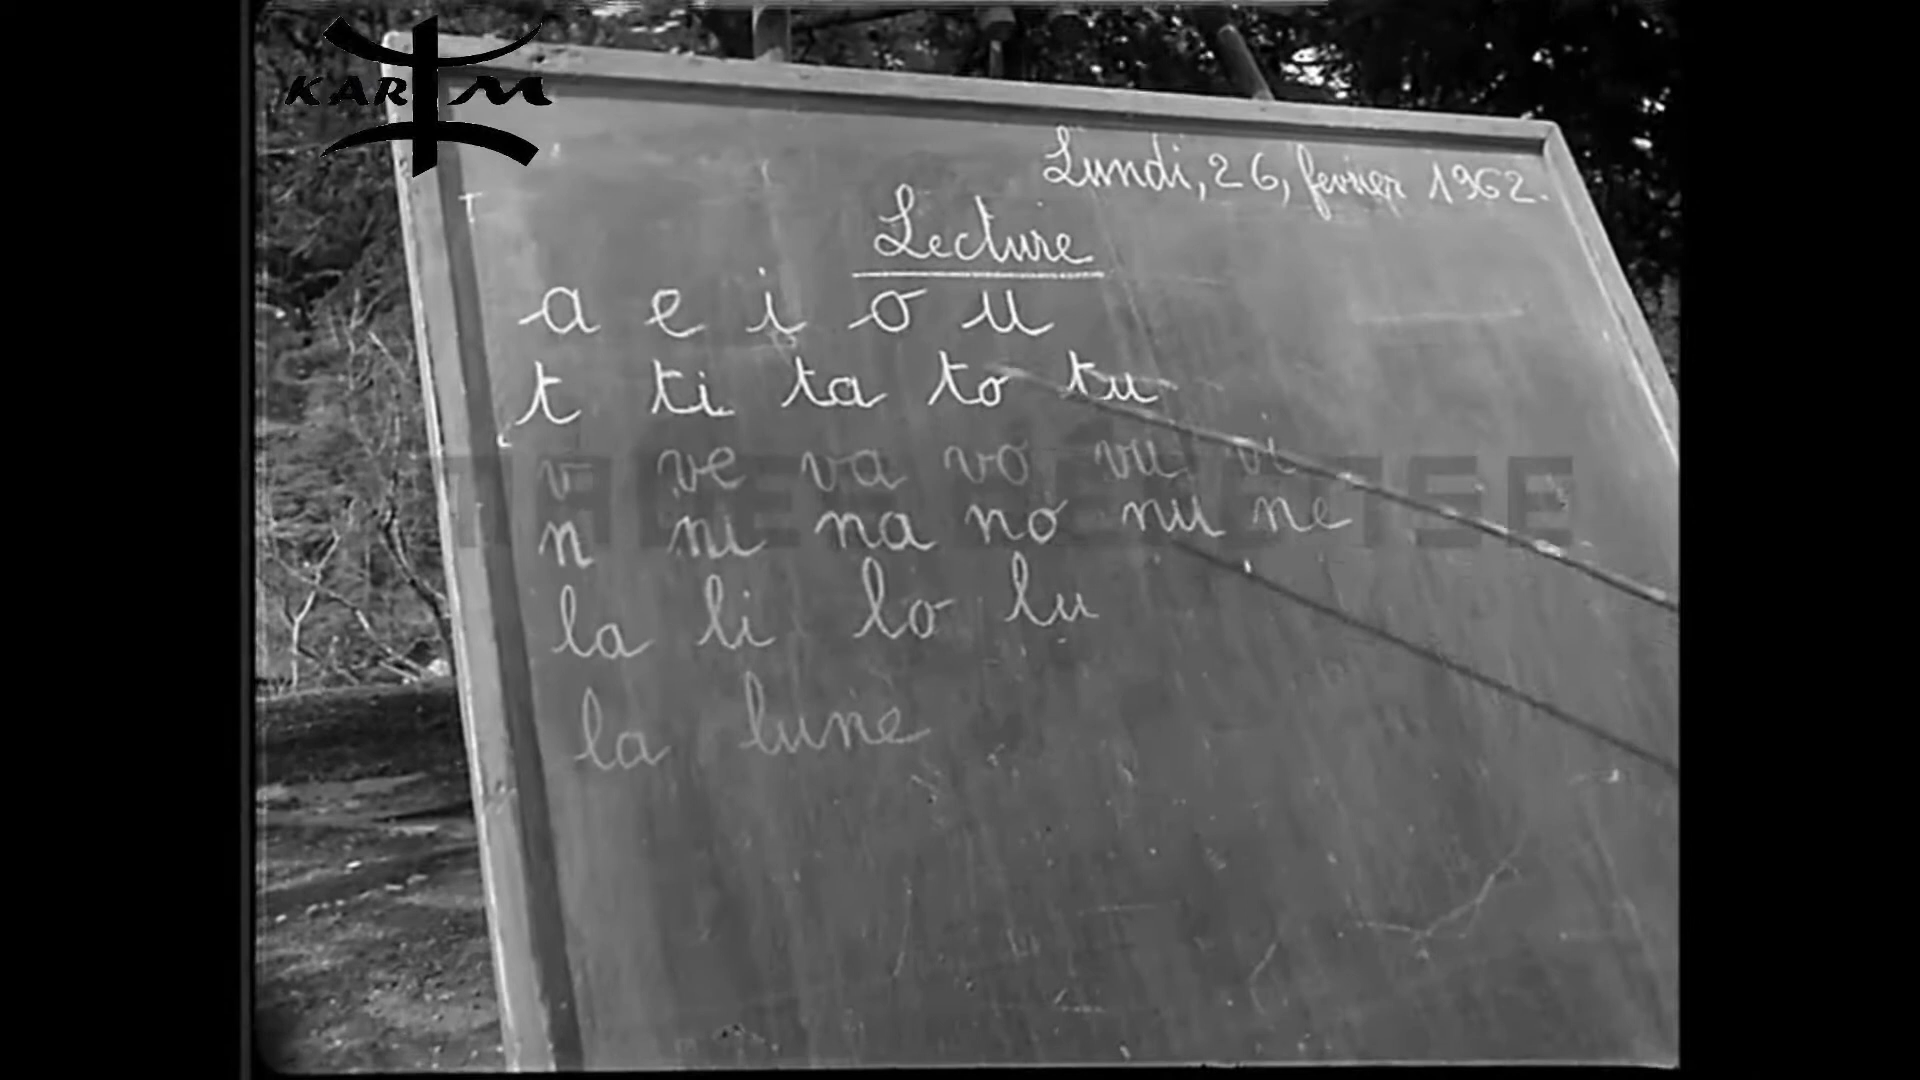 KARIM
Lundi, 26, fevrier 1962.
Lecture
a e i o u
t ti ta to tu
v ve va vo vu vi
n ni na no nu ne
la li lo lu
la lune